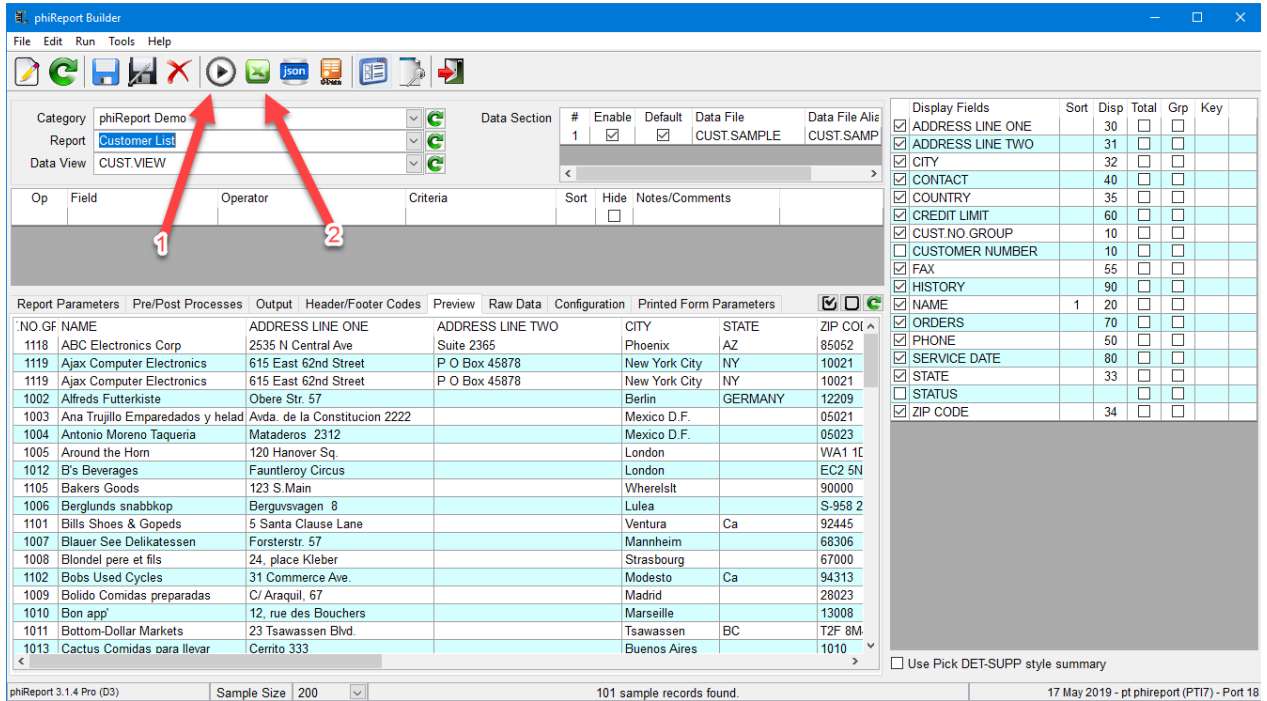 phiReport Builder
File Edit Run Tools Help
json
Category phiReport Demo
Report Customer List
Data View CUST.VIEW
Data Section # Enable Default Data File Data File Alia
1 CUST.SAMPLE CUST.SAMP
Op Field Operator Criteria Sort Hide Notes/Comments
1
2
Report Parameters Pre/Post Processes Output Header/Footer Codes Preview Raw Data Configuration Printed Form Parameters
.NO.GF NAME ADDRESS LINE ONE ADDRESS LINE TWO CITY STATE ZIP COI
1118 ABC Electronics Corp 2535 N Central Ave Suite 2365 Phoenix AZ 85052
1119 Ajax Computer Electronics 615 East 62nd Street P O Box 45878 New York City NY 10021
1119 Ajax Computer Electronics 615 East 62nd Street P O Box 45878 New York City NY 10021
1002 Alfreds Futterkiste Obere Str. 57 Berlin GERMANY 12209
1003 Ana Trujillo Emparedados y helad Avda. de la Constitucion 2222 Mexico D.F. 05021
1004 Antonio Moreno Taqueria Mataderos 2312 Mexico D.F. 05023
1005 Around the Horn 120 Hanover Sq. London WA1 1D
1012 B's Beverages Fauntleroy Circus London EC2 5N
1105 Bakers Goods 123 S.Main WhereIsIt 90000
1006 Berglunds snabbkop Berguvsvagen 8 Lulea S-958 2
1101 Bills Shoes & Gopeds 5 Santa Clause Lane Ventura Ca 92445
1007 Blauer See Delikatessen Forsterstr. 57 Mannheim 68306
1008 Blondel pere et fils 24, place Kleber Strasbourg 67000
1102 Bobs Used Cycles 31 Commerce Ave. Modesto Ca 94313
1009 Bolido Comidas preparadas C/ Araquil, 67 Madrid 28023
1010 Bon app' 12, rue des Bouchers Marseille 13008
1011 Bottom-Dollar Markets 23 Tsawassen Blvd. Tsawassen BC T2F 8M
1013 Cactus Comidas para llevar Cerrito 333 Buenos Aires 1010
Display Fields Sort Disp Total Grp Key
ADDRESS LINE ONE 30
ADDRESS LINE TWO 31
CITY 32
CONTACT 40
COUNTRY 35
CREDIT LIMIT 60
CUST.NO.GROUP 10
CUSTOMER NUMBER 10
FAX 55
HISTORY 90
NAME 1 20
ORDERS 70
PHONE 50
SERVICE DATE 80
STATE 33
STATUS
ZIP CODE 34
Use Pick DET-SUPP style summary
phiReport 3.1.4 Pro (D3) Sample Size 200 101 sample records found. 17 May 2019 - pt phireport (PTI7) - Port 18